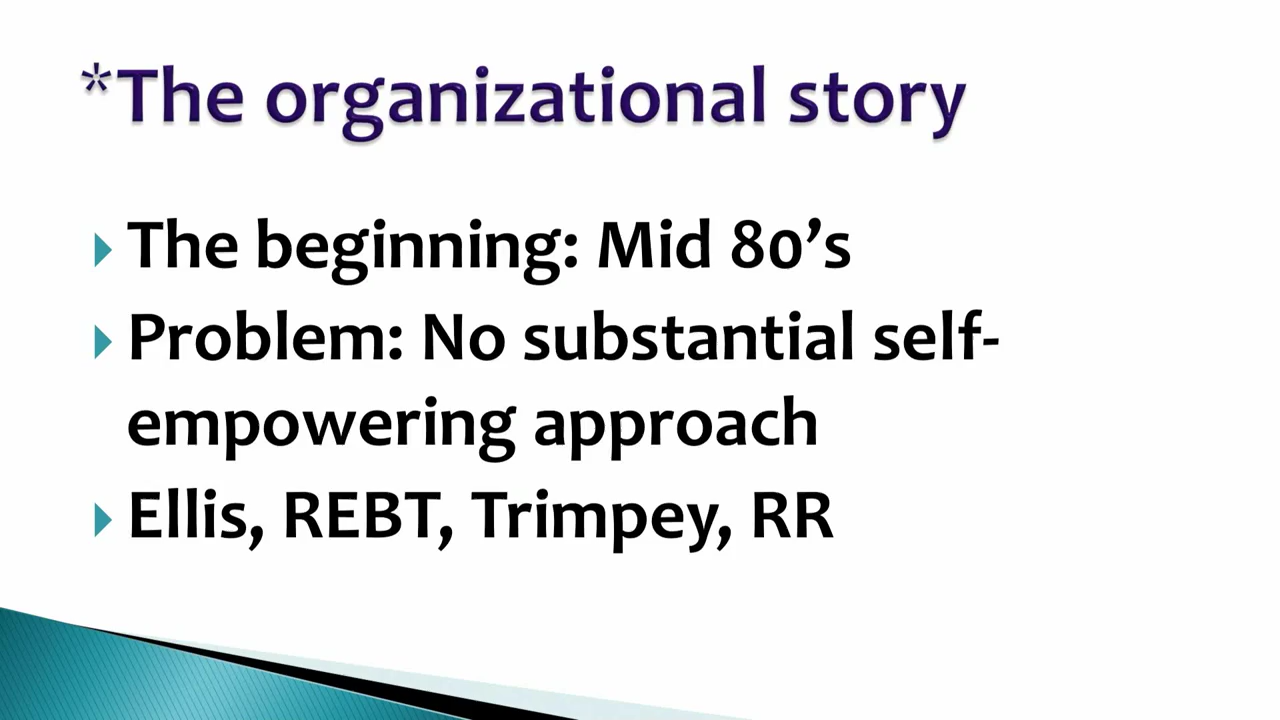 *The organizational story
The beginning: Mid 80’s
Problem: No substantial self-
empowering approach
Ellis, REBT, Trimpey, RR